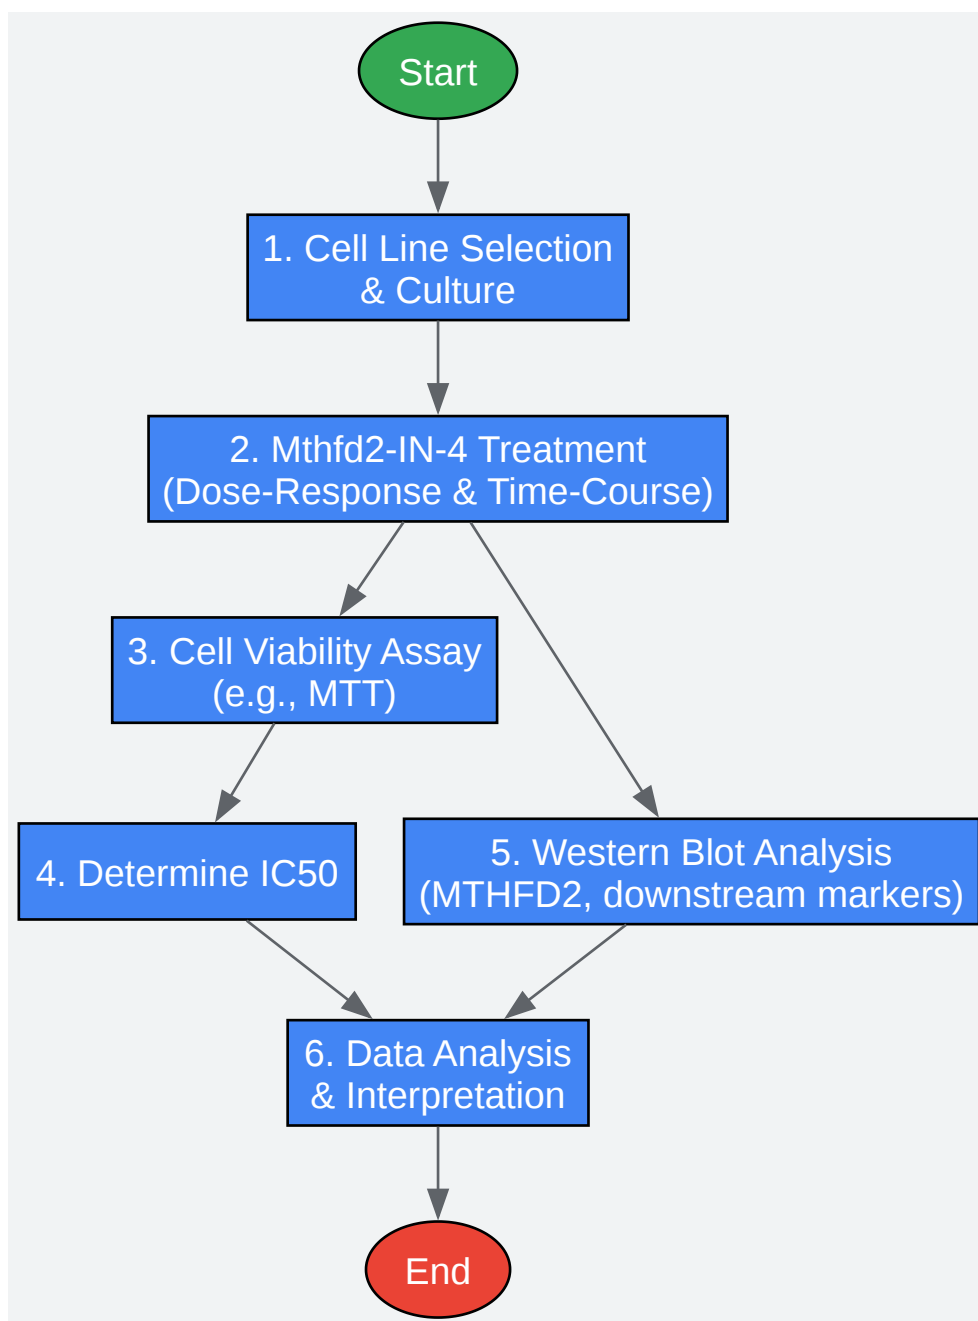 Start
1. Cell Line Selection
& Culture
2. Mthfd2-IN-4 Treatment
(Dose-Response & Time-Course)
3. Cell Viability Assay
(e.g., MTT)
4. Determine IC50
5. Western Blot Analysis
(MTHFD2, downstream markers)
6. Data Analysis
& Interpretation
End